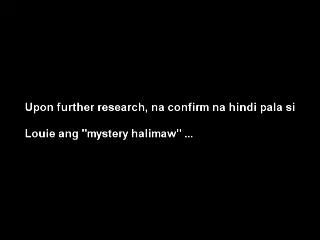 Upon further research, na confirm na hindi pala si
Louie ang "mystery halimaw" ...